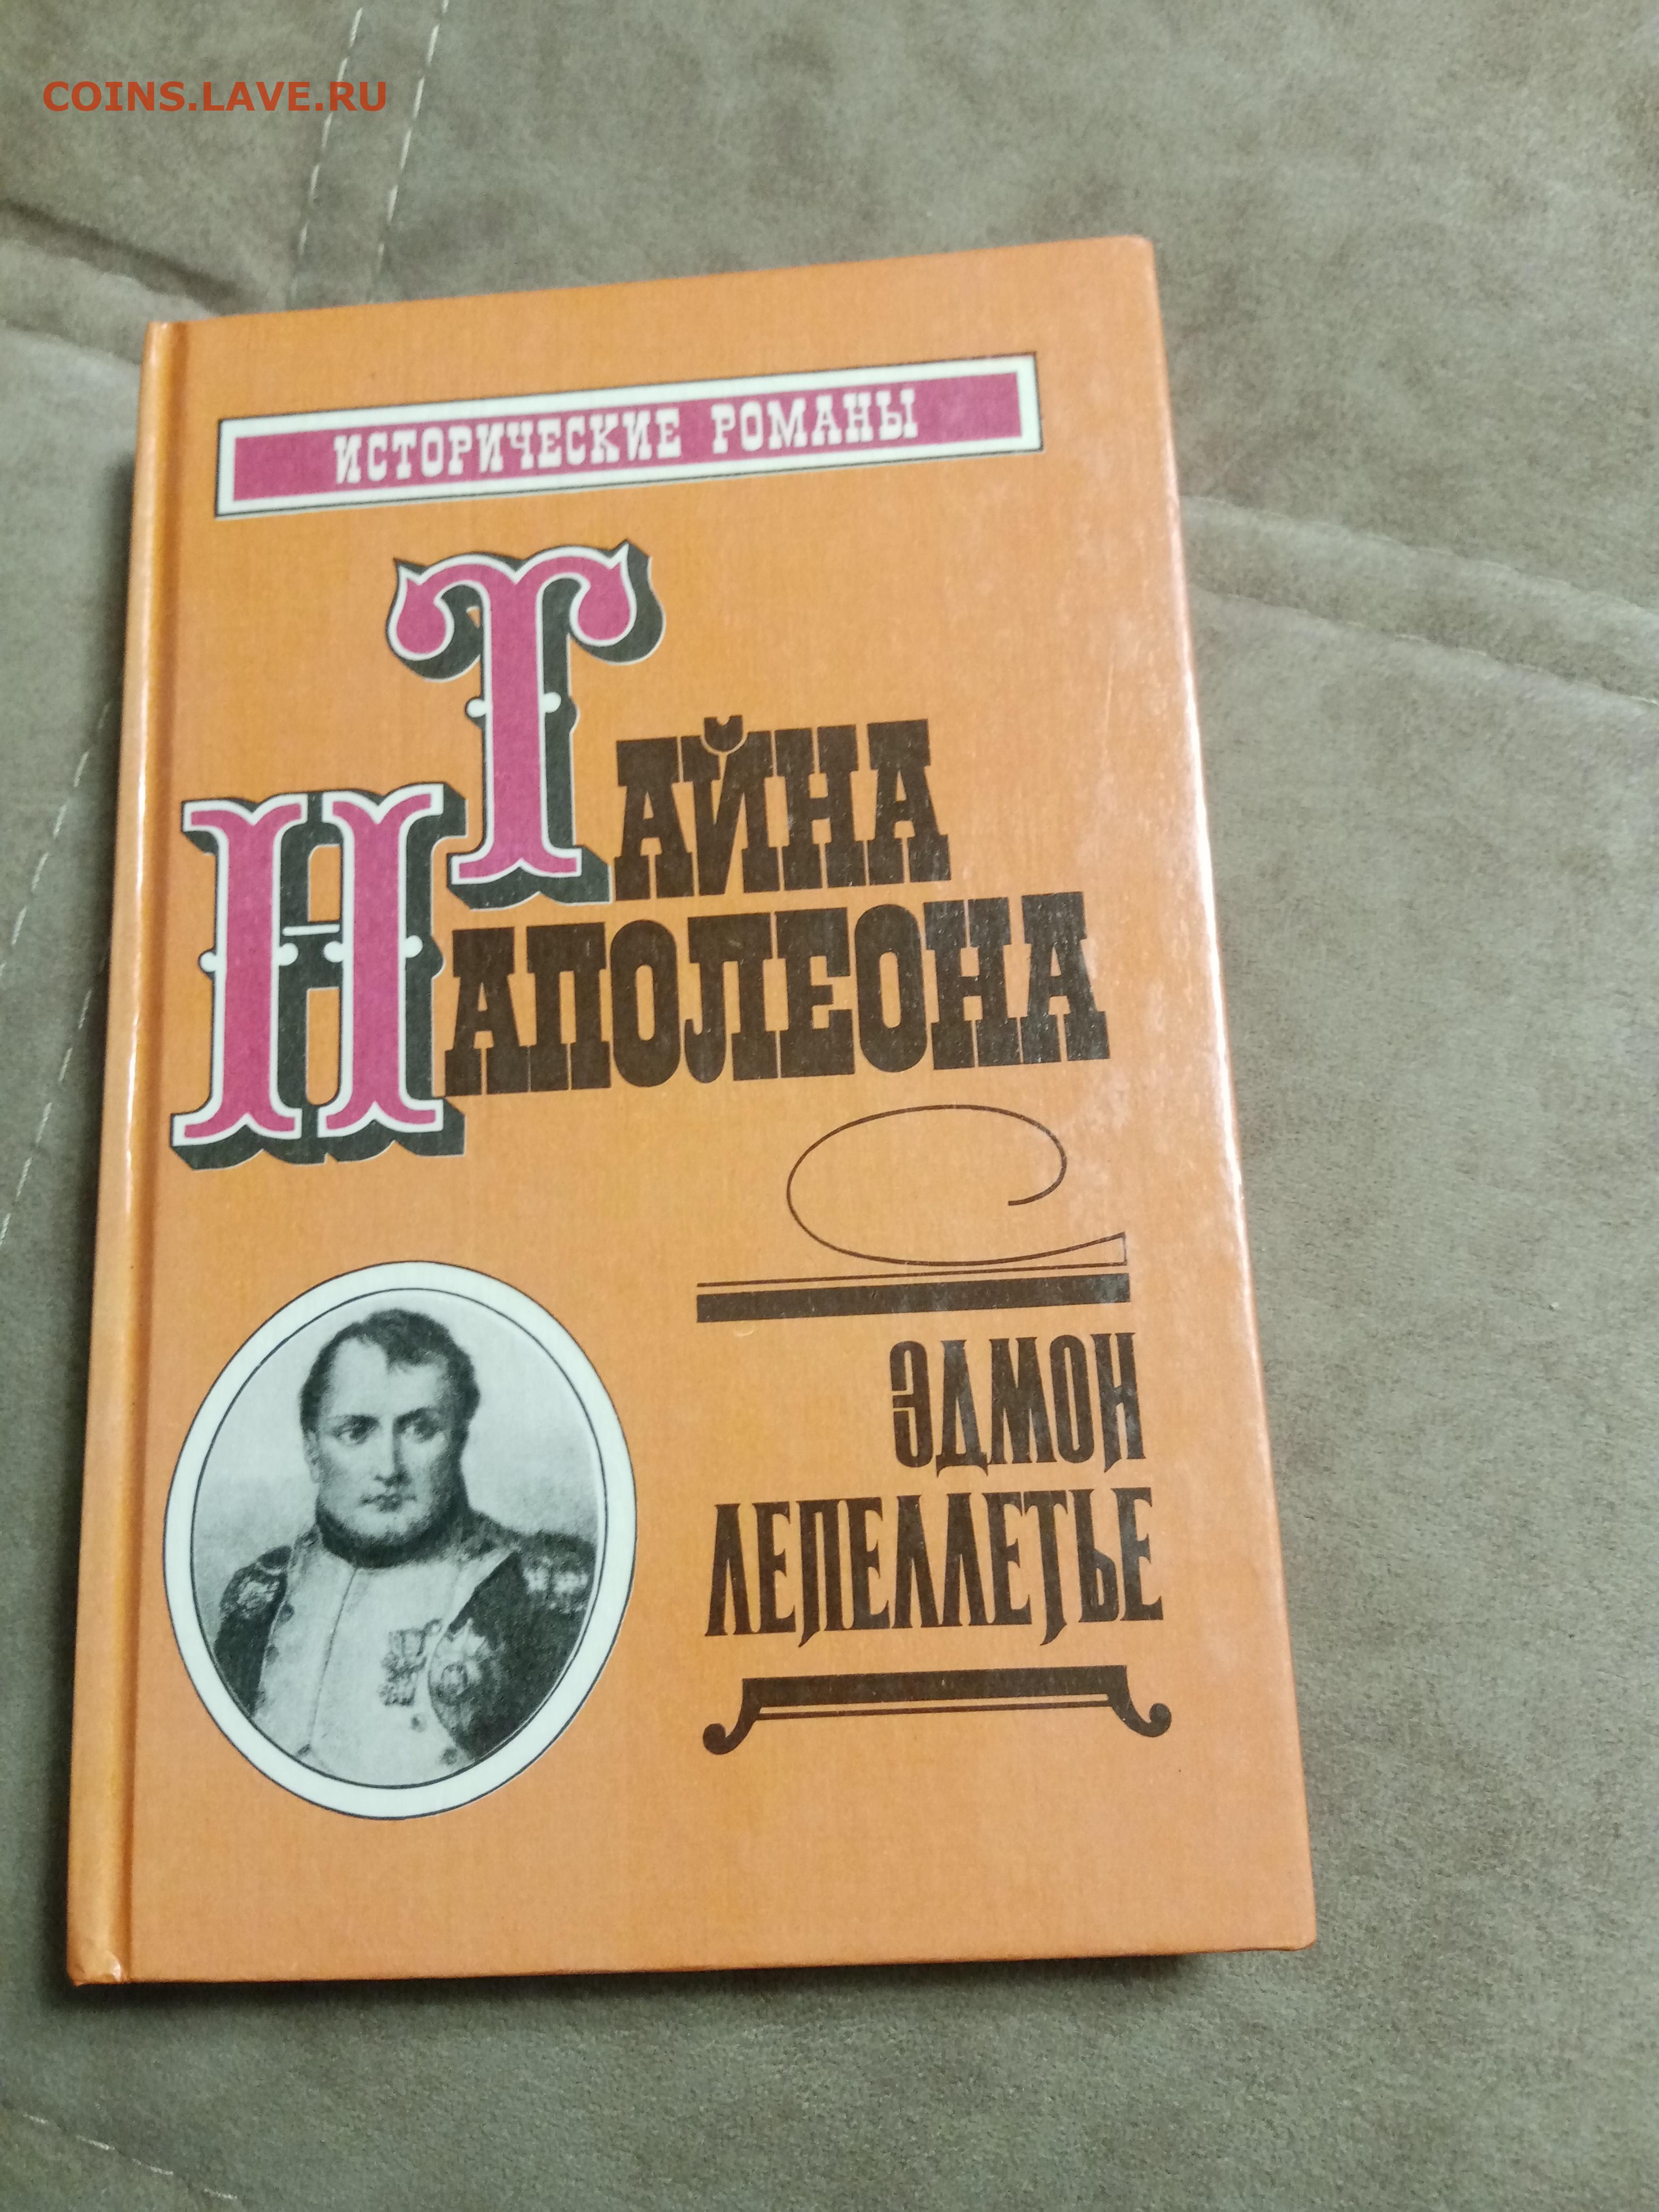 COINS.LAVE.RU
ИСТОРИЧЕСКИЕ РОМАНЫ
ТАЙНА
НАПОЛЕОНА
ЭДМОН
ЛЕПЕЛЛЕТЬЕ